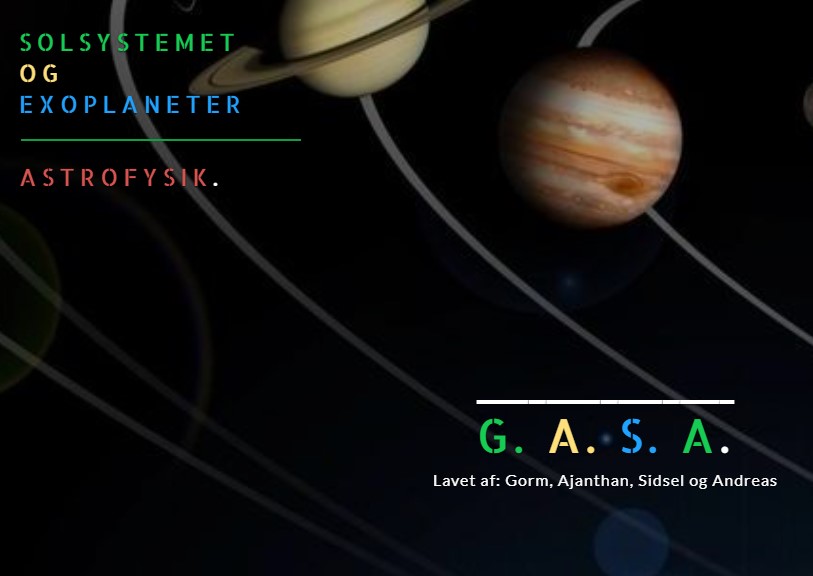 SOLSYSTEMET
OG
EXOPLANETER
ASTROFYSIK.
G. A. S. A.
Lavet af: Gorm, Ajanthan, Sidsel og Andreas